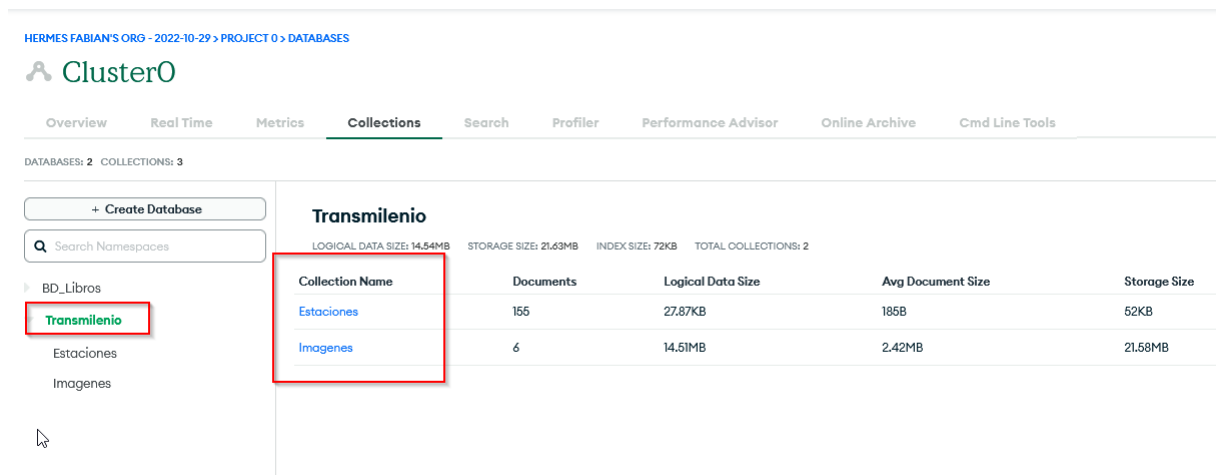 HERMES FABIAN'S ORG - 2022-10-29 > PROJECT 0 > DATABASES
Cluster0
Overview Real Time Metrics Collections Search Profiler Performance Advisor Online Archive Cmd Line Tools
DATABASES: 2 COLLECTIONS: 3
+ Create Database
Search Namespaces
BD_Libros
Transmilenio
Estaciones
Imagenes
Transmilenio
LOGICAL DATA SIZE: 14.54MB STORAGE SIZE: 21.63MB INDEX SIZE: 72KB TOTAL COLLECTIONS: 2
Collection Name Documents Logical Data Size Avg Document Size Storage Size
Estaciones 155 27.87KB 185B 52KB
Imagenes 6 14.51MB 2.42MB 21.58MB